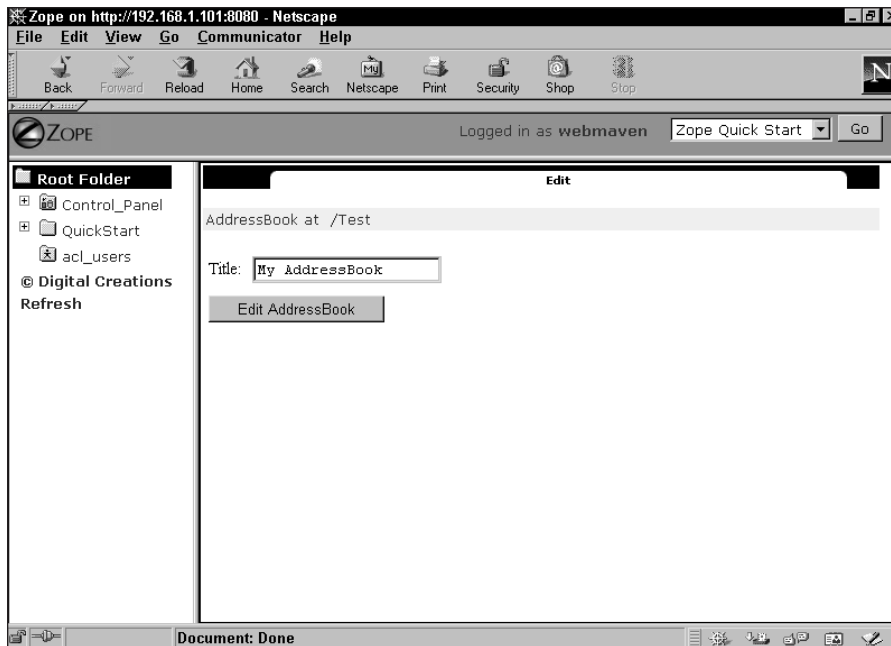 Zope on http://192.168.1.101:8080 - Netscape
File Edit View Go Communicator Help
My
Back Forward Reload Home Search Netscape Print Security Shop Stop
N
ZOPE Logged in as webmaven Zope Quick Start Go
Root Folder
Control_Panel
QuickStart
acl_users
© Digital Creations
Refresh
Edit
AddressBook at /Test
Title: My AddressBook
Edit AddressBook
Document: Done